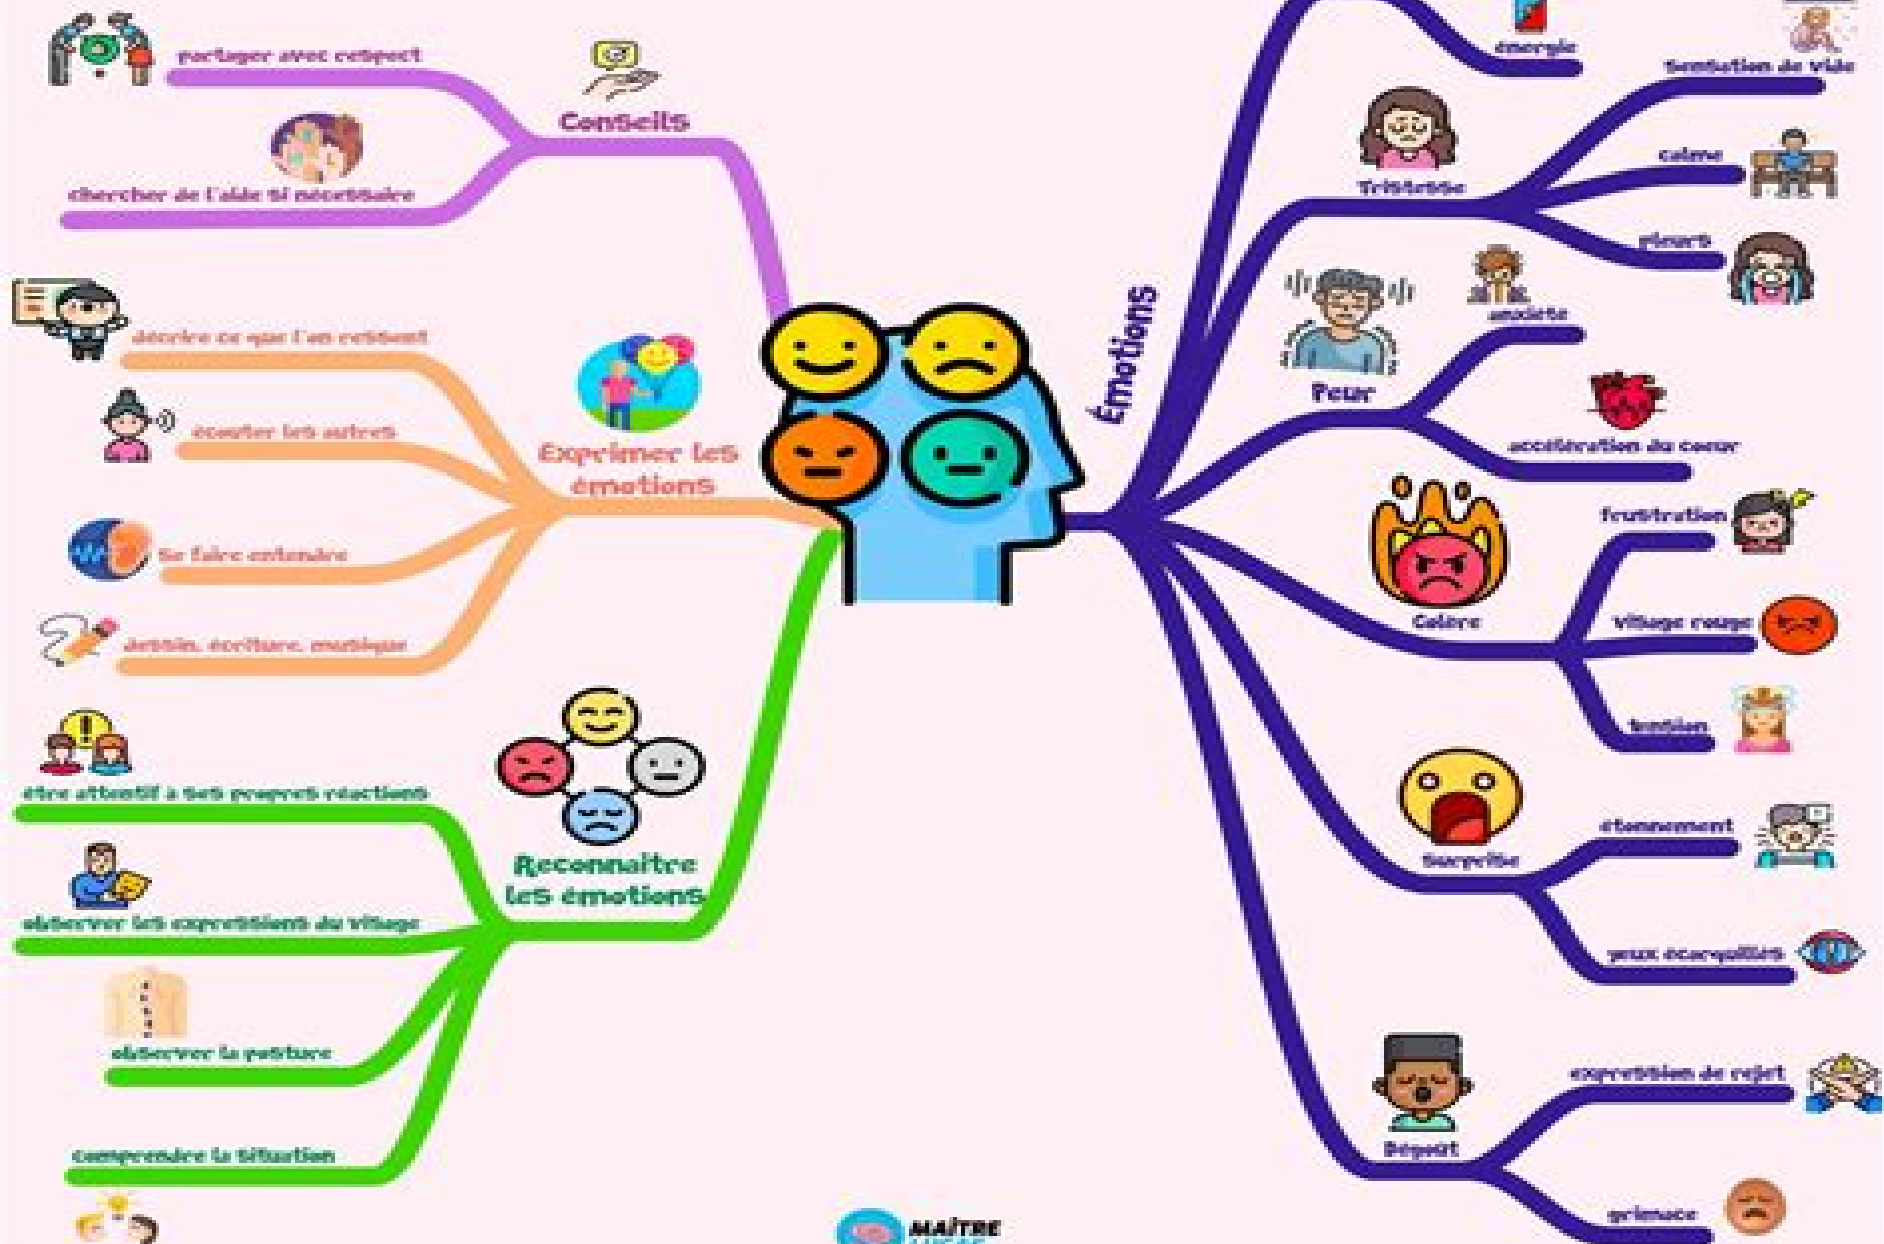 partager avec respect
Conseils
chercher de l'aide si nécessaire
décrire ce que l'on ressent
écouter les autres
Exprimer les
émotions
se faire entendre
dessin, écriture, musique
être attentif à ses propres réactions
Reconnaître
les émotions
observer les expressions du visage
observer la posture
comprendre la situation
Émotions
énergie
Tristesse
sensation de vide
calme
pleurs
Peur
anxiété
accélération du coeur
Colère
frustration
visage rouge
tension
Surprise
étonnement
yeux écarquillés
Dégoût
expression de rejet
grimace
MAÎTRE